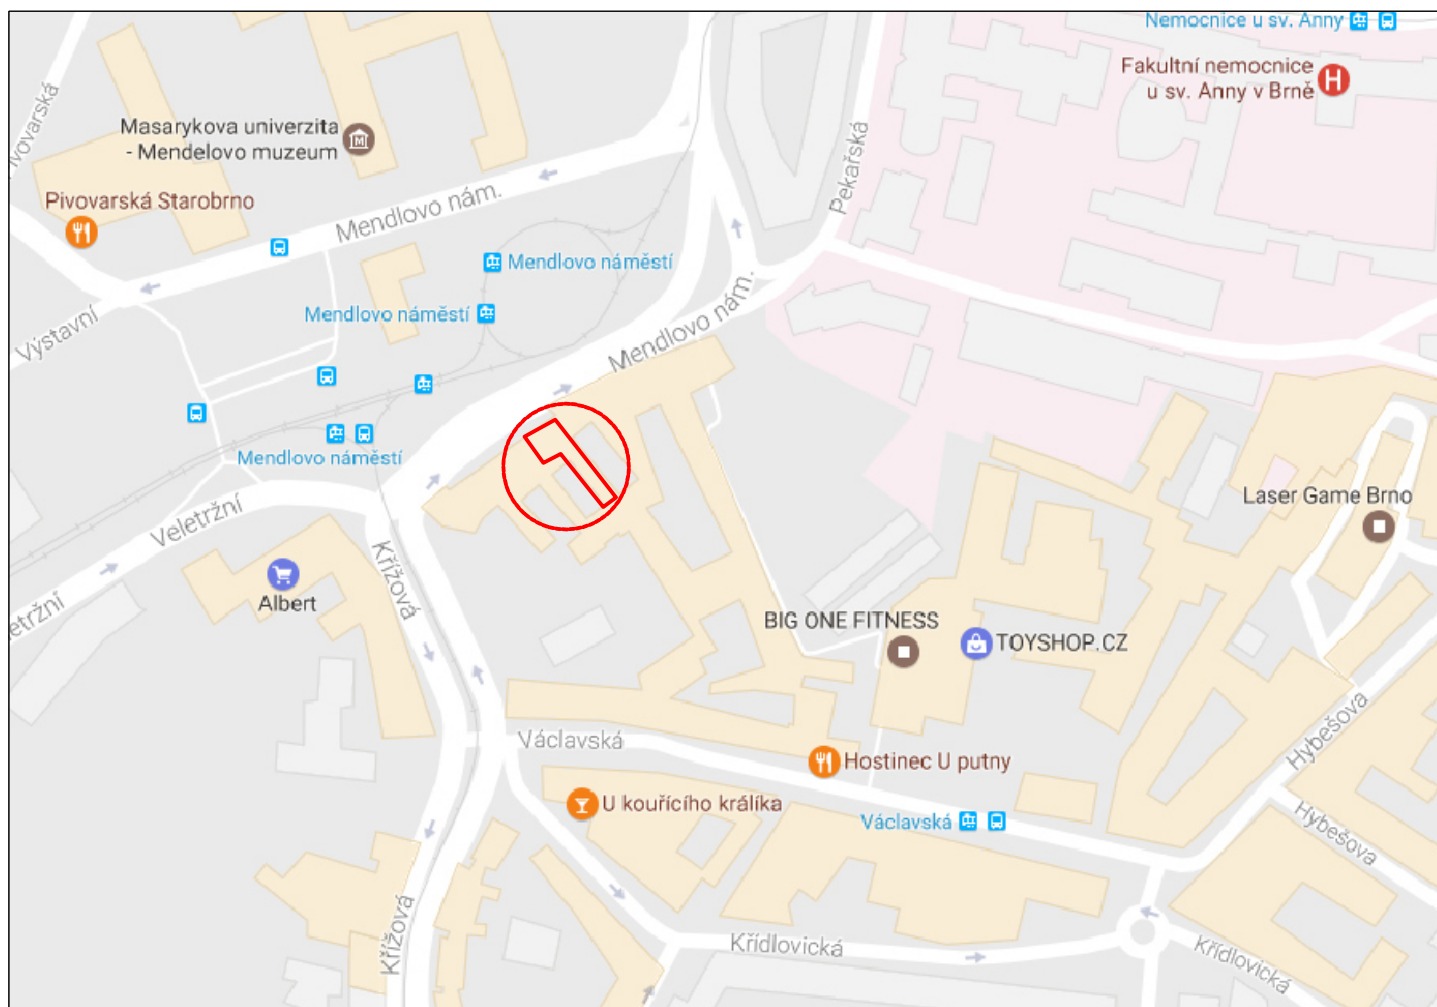 Nemocnice u sv. Anny
Fakultní nemocnice
u sv. Anny v Brně
H
Masarykova univerzita
- Mendelovo muzeum
Pivovarská Starobrno
Mendlovo nám.
Pekařská
Mendlovo náměstí
Mendlovo náměstí
Výstavní
Mendlovo nám.
Mendlovo náměstí
Veletržní
Laser Game Brno
Křížová
Albert
etržní
BIG ONE FITNESS
TOYSHOP.CZ
Hybešova
Václavská
Hostinec U putny
U kouřícího králíka
Václavská
Hybešova
Křížová
Křídlovická
Křídlovická